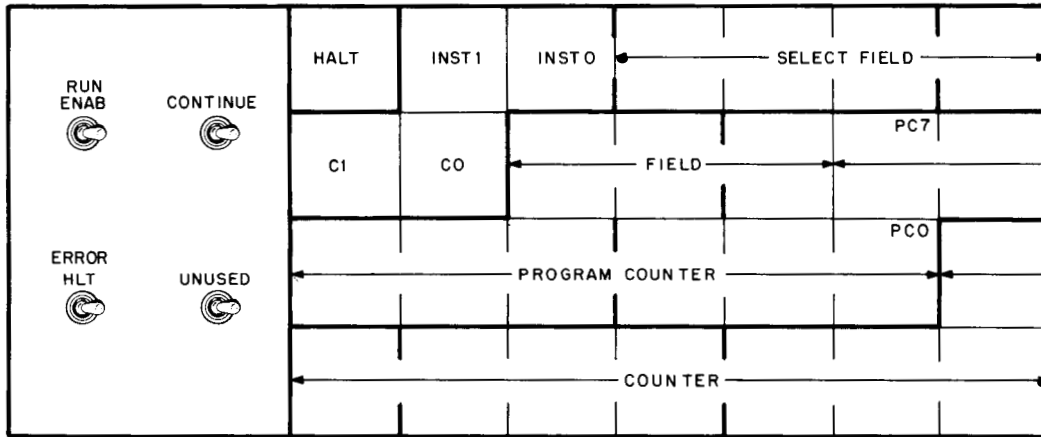 RUN
ENAB
CONTINUE
ERROR
HLT
UNUSED
HALT
INST1
INST0
SELECT FIELD
C1
C0
FIELD
PC7
PC0
PROGRAM COUNTER
COUNTER